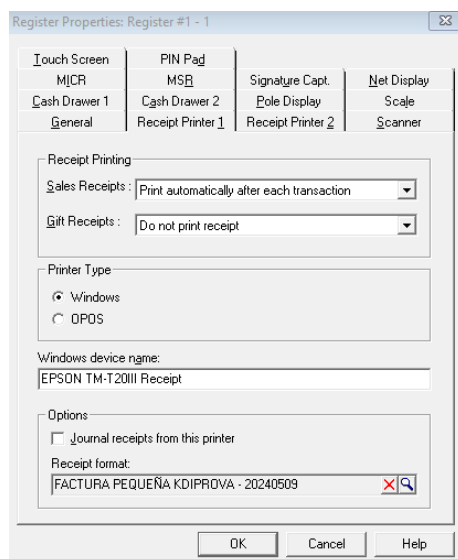 Register Properties: Register #1 - 1
Touch Screen PIN Pad
MICR MSR Signature Capt. Net Display
Cash Drawer 1 Cash Drawer 2 Pole Display Scale
General Receipt Printer 1 Receipt Printer 2 Scanner
Receipt Printing
Sales Receipts : Print automatically after each transaction
Gift Receipts : Do not print receipt
Printer Type
Windows
OPOS
Windows device name:
EPSON TM-T20III Receipt
Options
Journal receipts from this printer
Receipt format:
FACTURA PEQUEÑA KDIPROVA - 20240509
OK Cancel Help